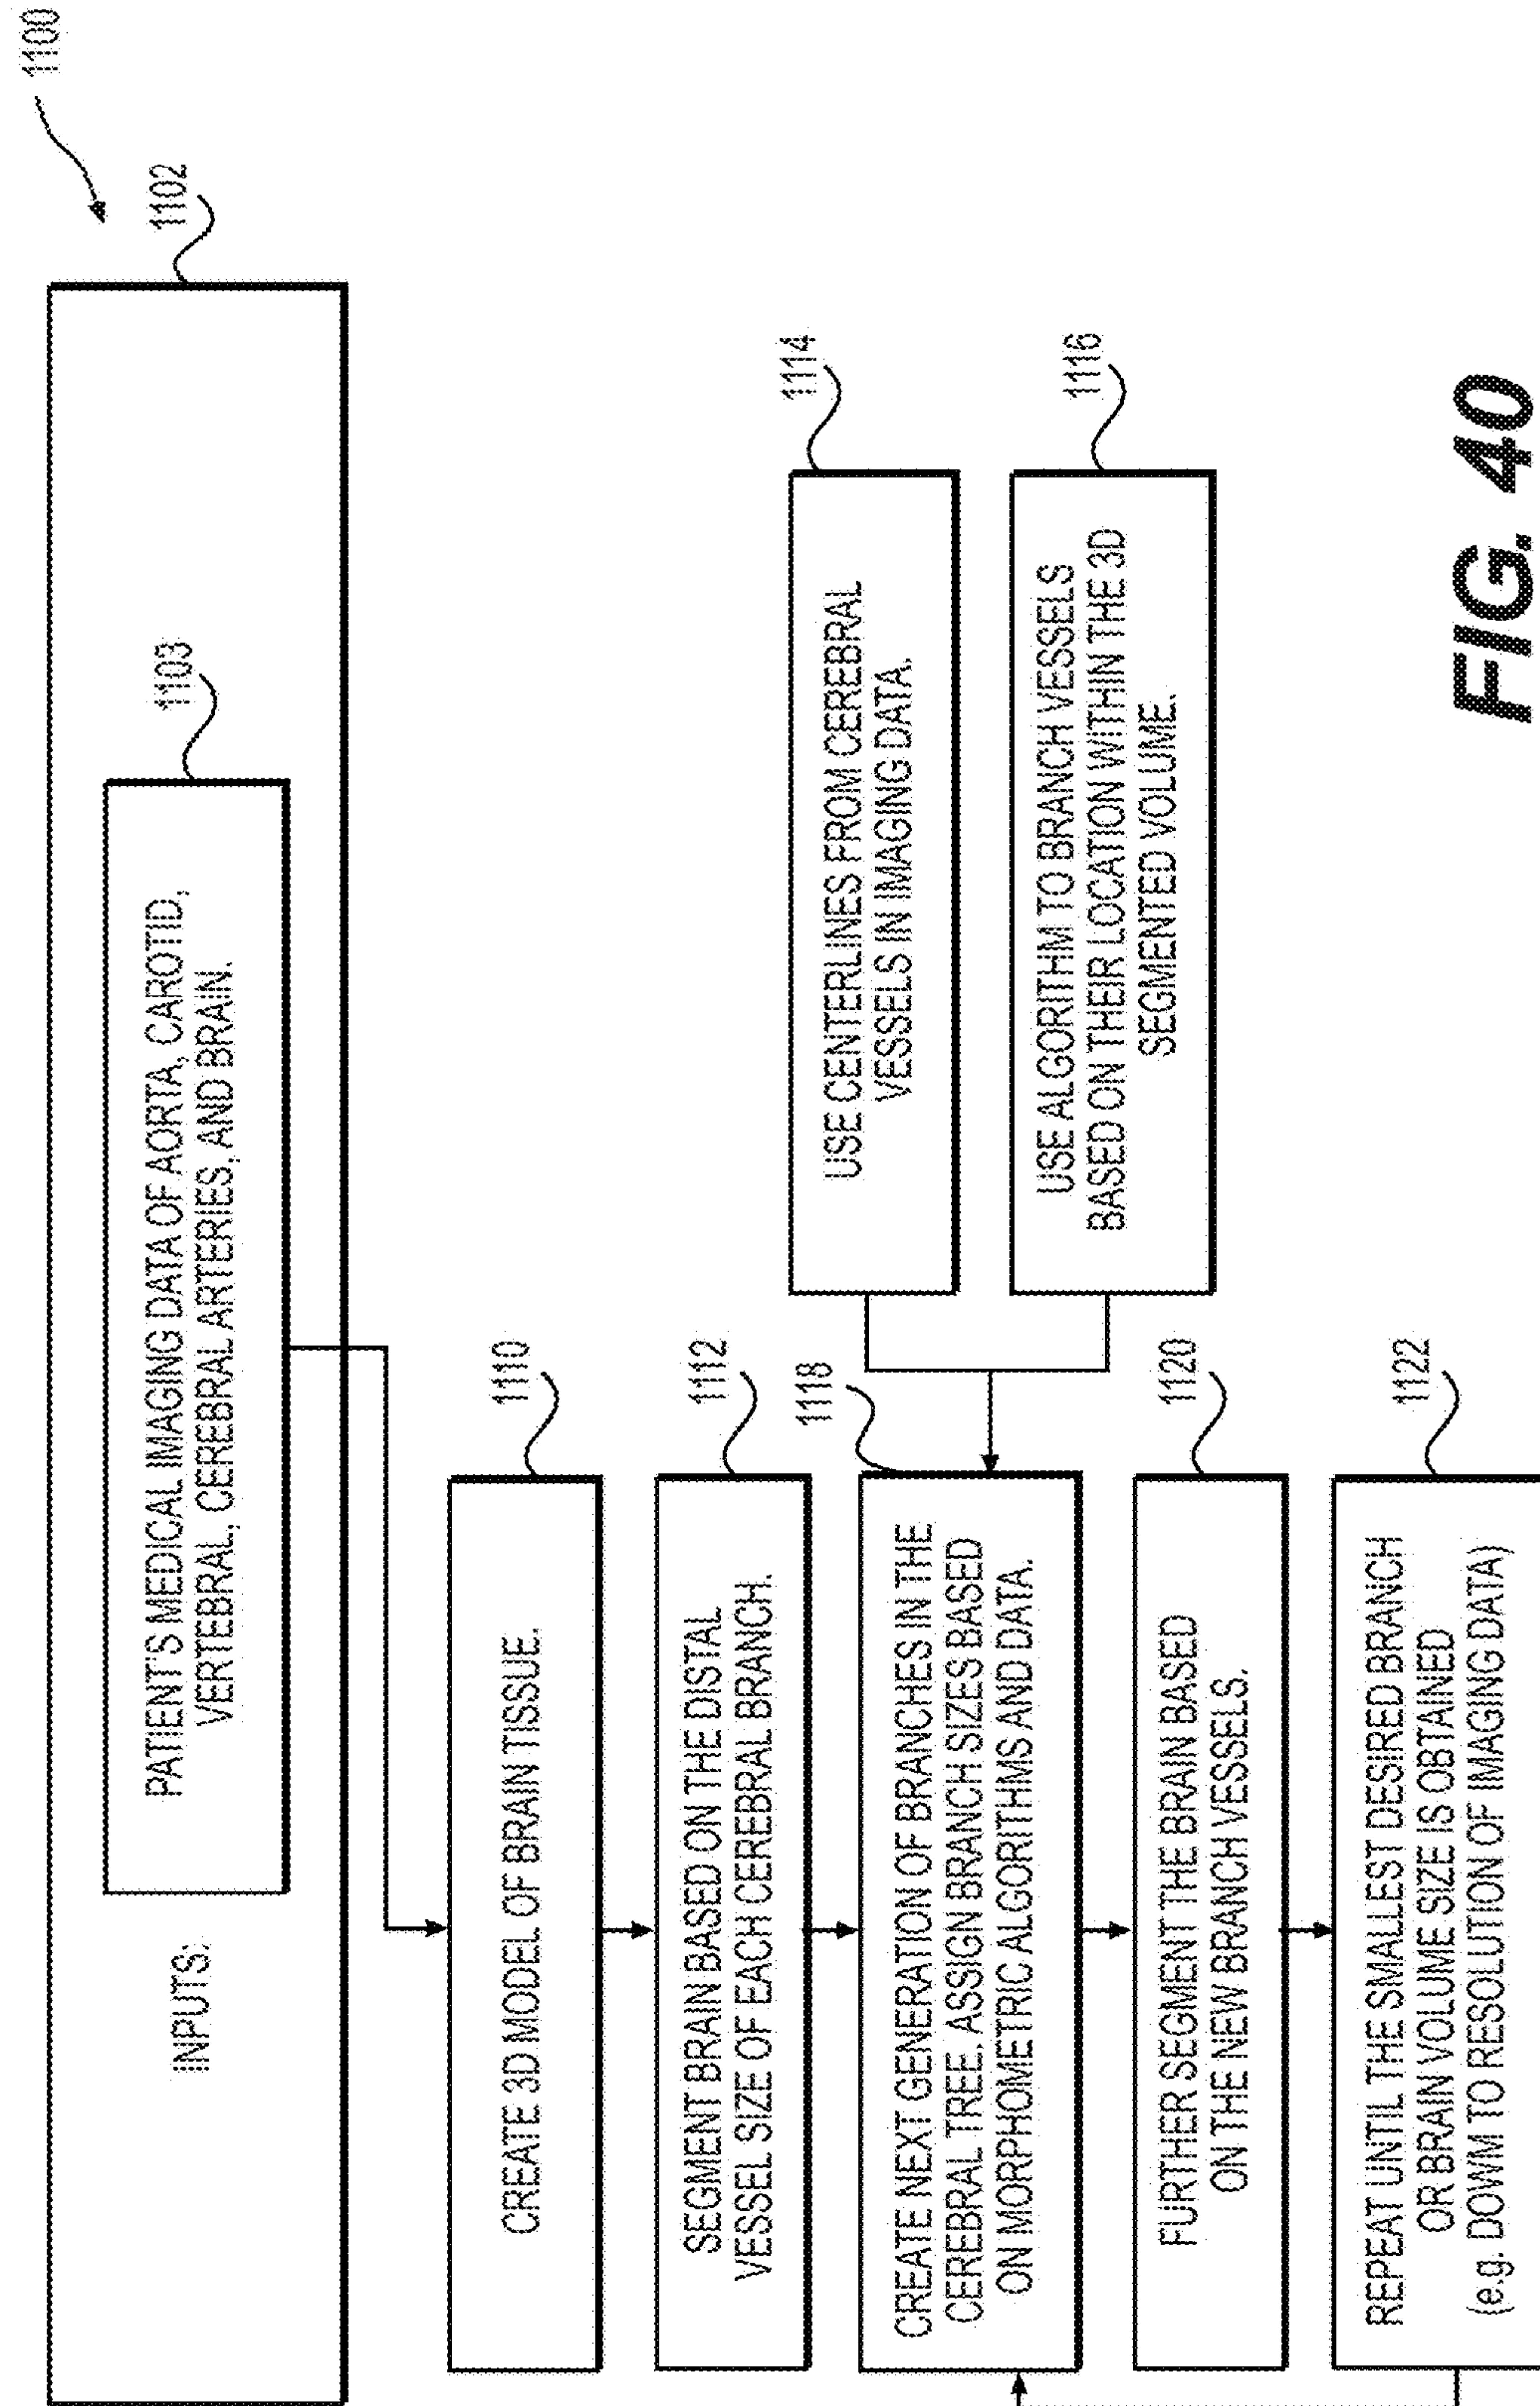 1100
1102
INPUTS:
1103
PATIENT'S MEDICAL IMAGING DATA OF AORTA, CAROTID,
VERTEBRAL, CEREBRAL ARTERIES, AND BRAIN.
1110
CREATE 3D MODEL OF BRAIN TISSUE.
1112
SEGMENT BRAIN BASED ON THE DISTAL
VESSEL SIZE OF EACH CEREBRAL BRANCH.
1114
USE CENTERLINES FROM CEREBRAL
VESSELS IN IMAGING DATA.
1118
CREATE NEXT GENERATION OF BRANCHES IN THE
CEREBRAL TREE. ASSIGN BRANCH SIZES BASED
ON MORPHOMETRIC ALGORITHMS AND DATA.
1116
USE ALGORITHM TO BRANCH VESSELS
BASED ON THEIR LOCATION WITHIN THE 3D
SEGMENTED VOLUME.
1120
FURTHER SEGMENT THE BRAIN BASED
ON THE NEW BRANCH VESSELS.
1122
REPEAT UNTIL THE SMALLEST DESIRED BRANCH
OR BRAIN VOLUME SIZE IS OBTAINED
(e.g. DOWM TO RESOLUTION OF IMAGING DATA)
FIG. 40